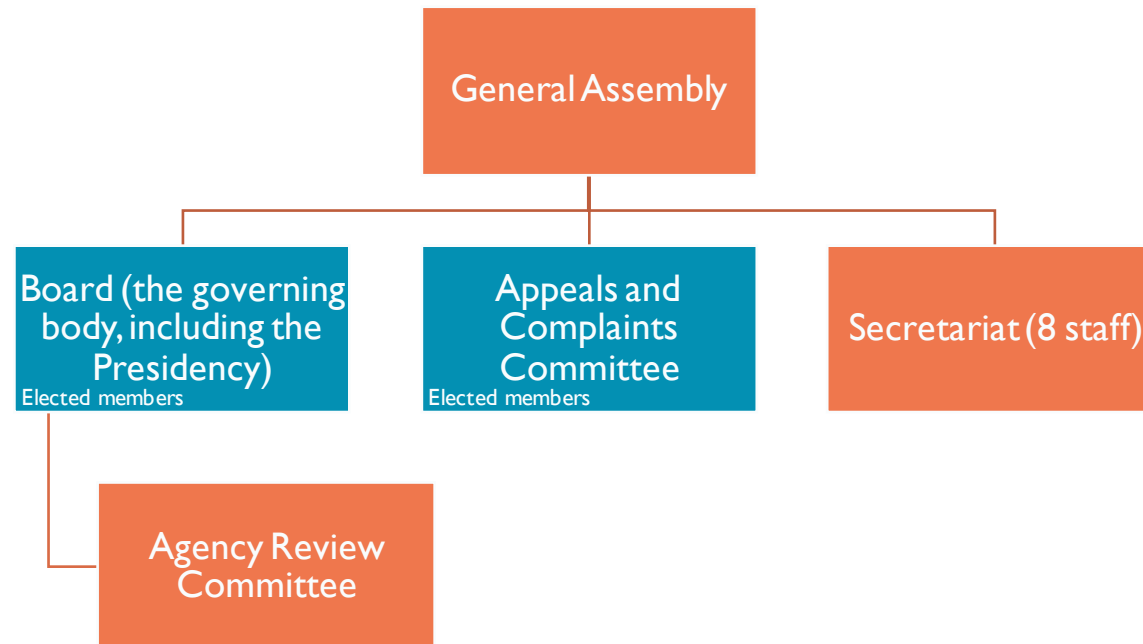 General Assembly
Board (the governing
body, including the
Presidency)
Elected members
Appeals and
Complaints
Committee
Elected members
Secretariat (8 staff)
Agency Review
Committee